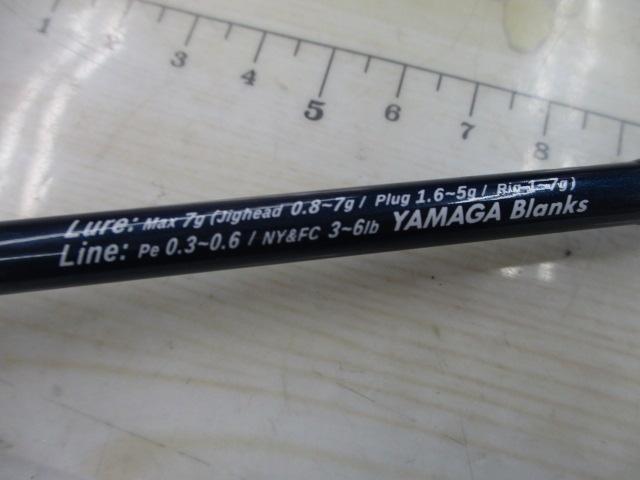 1 2 3 4 5 6 7 8
Lure: Max 7g (Jighead 0.8~7g / Plug 1.6~5g / Rig 1~7g)
Line: Pe 0.3~0.6 / NY&FC 3~6lb YAMAGA Blanks